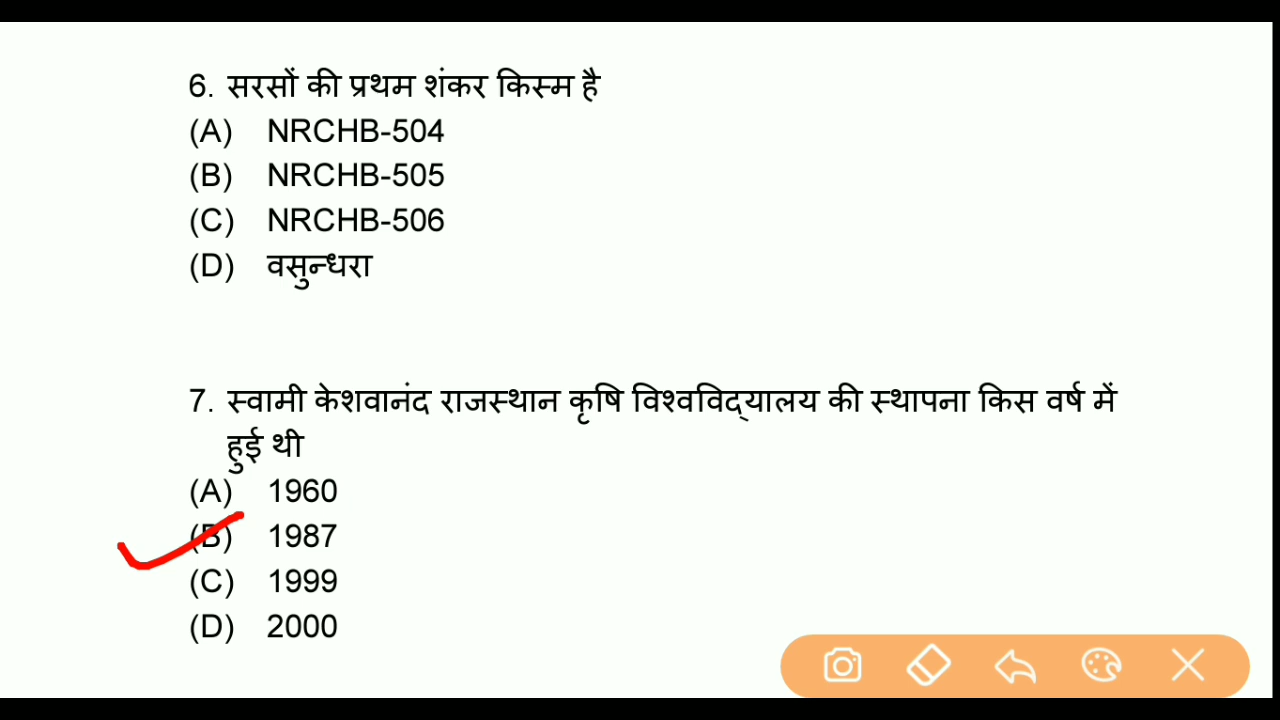 6. सरसों की प्रथम शंकर किस्म है
(A) NRCHB-504
(B) NRCHB-505
(C) NRCHB-506
(D) वसुन्धरा
7. स्वामी केशवानंद राजस्थान कृषि विश्वविद्यालय की स्थापना किस वर्ष में
हुई थी
(A) 1960
(B) 1987
(C) 1999
(D) 2000